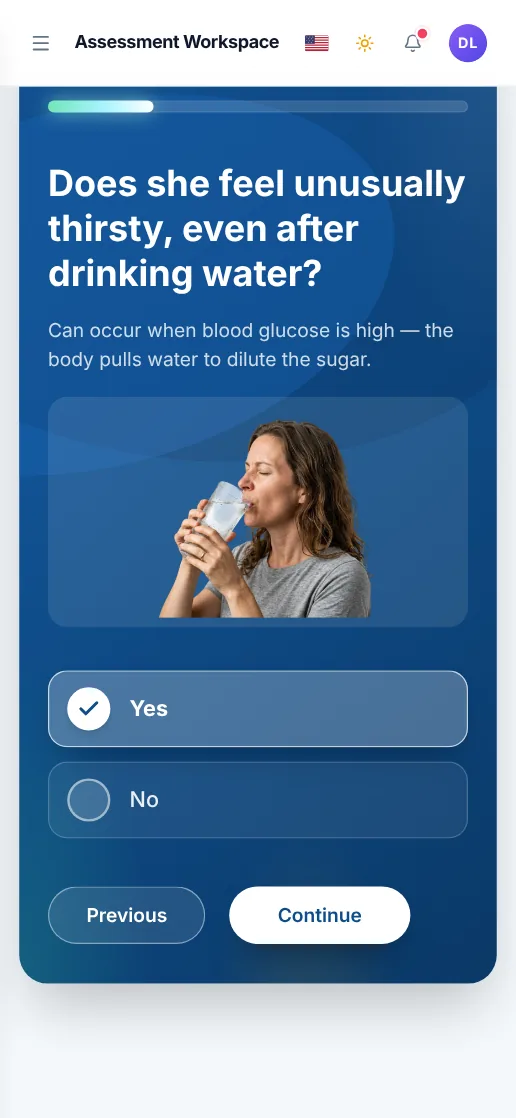 Assessment Workspace
DL
Does she feel unusually
thirsty, even after
drinking water?
Can occur when blood glucose is high — the
body pulls water to dilute the sugar.
Yes
No
Previous
Continue